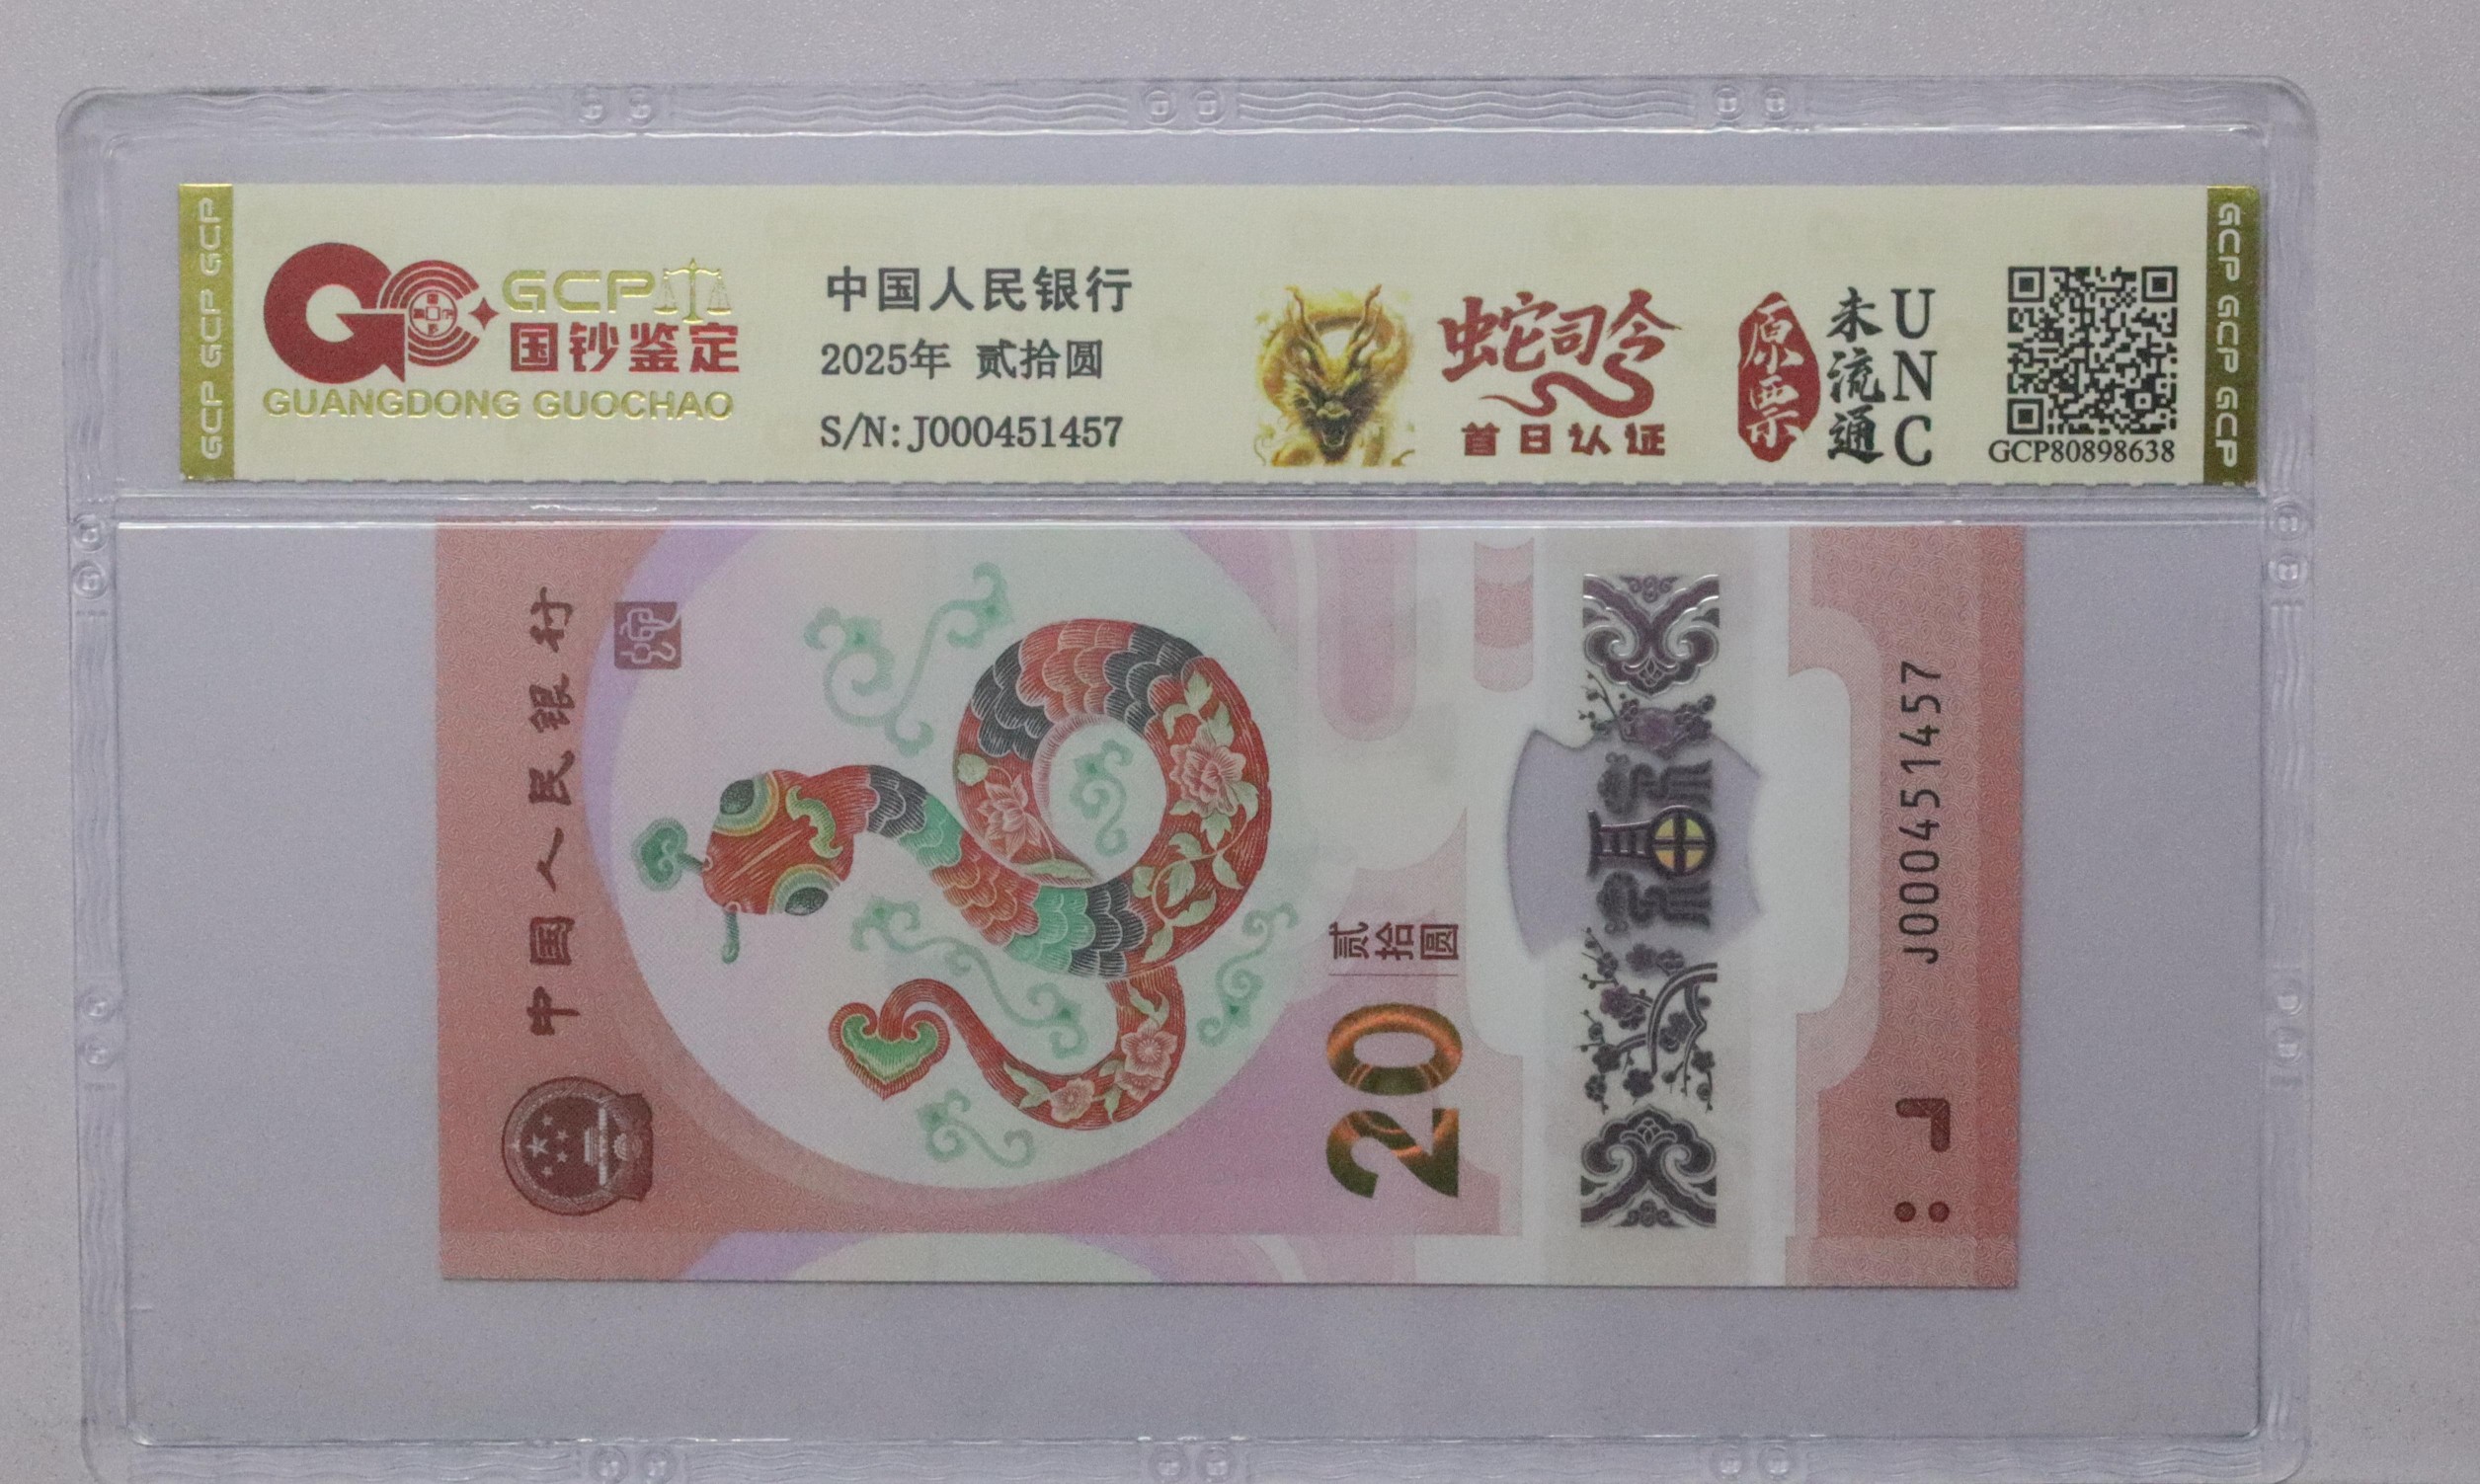 GCP GCP GCP
GCP
国钞鉴定
GUANGDONG GUOCHAO
中国人民银行
2025年 贰拾圆
S/N:J000451457
蛇司令
首日认证
原票
未流通
UNC
GCP80898638
GCP GCP GCP
中国人民银行
20
贰拾圆
福
J000451457